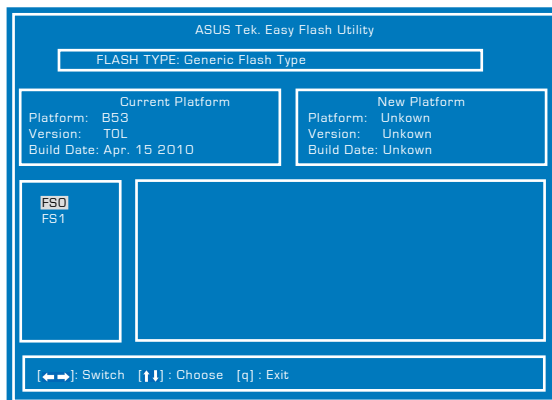 ASUS Tek. Easy Flash Utility
FLASH TYPE: Generic Flash Type
Current Platform
Platform: B53
Version: TOL
Build Date: Apr. 15 2010
New Platform
Platform: Unkown
Version: Unkown
Build Date: Unkown
FS0
FS1
[←→]: Switch [↑↓] : Choose [q] : Exit